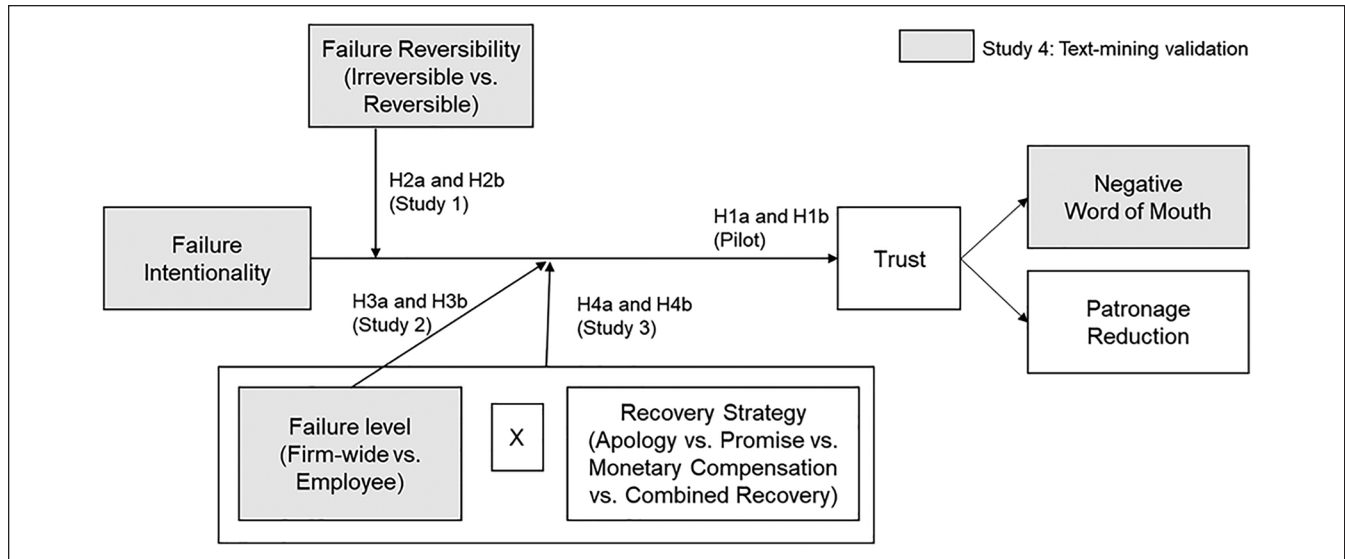 Failure Reversibility
(Irreversible vs.
Reversible)
Study 4: Text-mining validation
H2a and H2b
(Study 1)
Negative
Word of Mouth
Failure
Intentionality
H1a and H1b
(Pilot)
Trust
H3a and H3b
(Study 2)
H4a and H4b
(Study 3)
Patronage
Reduction
Failure level
(Firm-wide vs.
Employee)
X
Recovery Strategy
(Apology vs. Promise vs.
Monetary Compensation
vs. Combined Recovery)